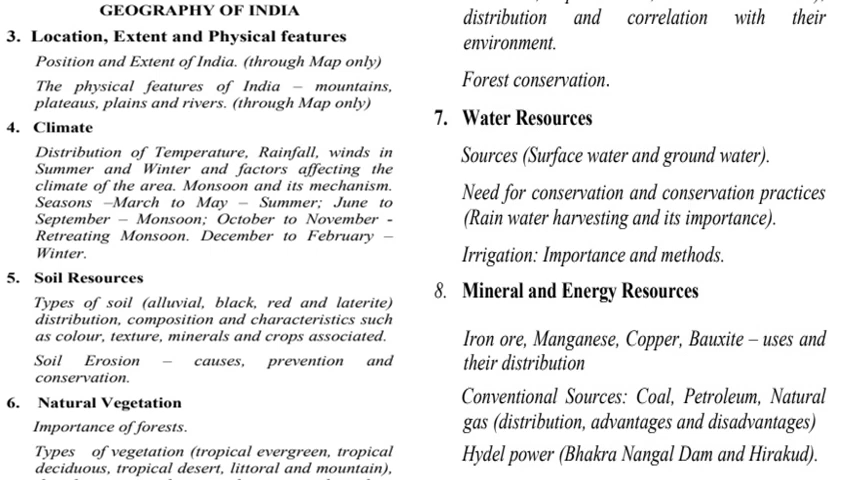 GEOGRAPHY OF INDIA
3. Location, Extent and Physical features
Position and Extent of India. (through Map only)
The physical features of India – mountains,
plateaus, plains and rivers. (through Map only)
4. Climate
Distribution of Temperature, Rainfall, winds in
Summer and Winter and factors affecting the
climate of the area. Monsoon and its mechanism.
Seasons –March to May – Summer; June to
September – Monsoon; October to November -
Retreating Monsoon. December to February –
Winter.
5. Soil Resources
Types of soil (alluvial, black, red and laterite)
distribution, composition and characteristics such
as colour, texture, minerals and crops associated.
Soil Erosion – causes, prevention and
conservation.
6. Natural Vegetation
Importance of forests.
Types of vegetation (tropical evergreen, tropical
deciduous, tropical desert, littoral and mountain),
distribution and correlation with their
environment.
Forest conservation.
7. Water Resources
Sources (Surface water and ground water).
Need for conservation and conservation practices
(Rain water harvesting and its importance).
Irrigation: Importance and methods.
8. Mineral and Energy Resources
Iron ore, Manganese, Copper, Bauxite – uses and
their distribution
Conventional Sources: Coal, Petroleum, Natural
gas (distribution, advantages and disadvantages)
Hydel power (Bhakra Nangal Dam and Hirakud).